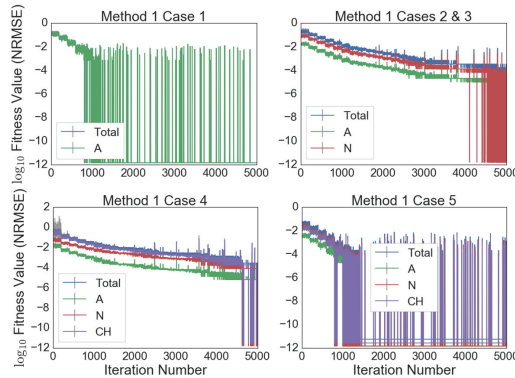 Method 1 Case 1
log10 Fitness Value (NRMSE)
0
−2
−4
−6
−8
−10
−12
0 1000 2000 3000 4000 5000
Total
A
Method 1 Cases 2 & 3
0
−2
−4
−6
−8
−10
−12
0 1000 2000 3000 4000 5000
Total
A
N
Method 1 Case 4
log10 Fitness Value (NRMSE)
2
0
−2
−4
−6
−8
−10
−12
0 1000 2000 3000 4000 5000
Iteration Number
Total
A
N
CH
Method 1 Case 5
0
−2
−4
−6
−8
−10
−12
0 1000 2000 3000 4000 5000
Iteration Number
Total
A
N
CH